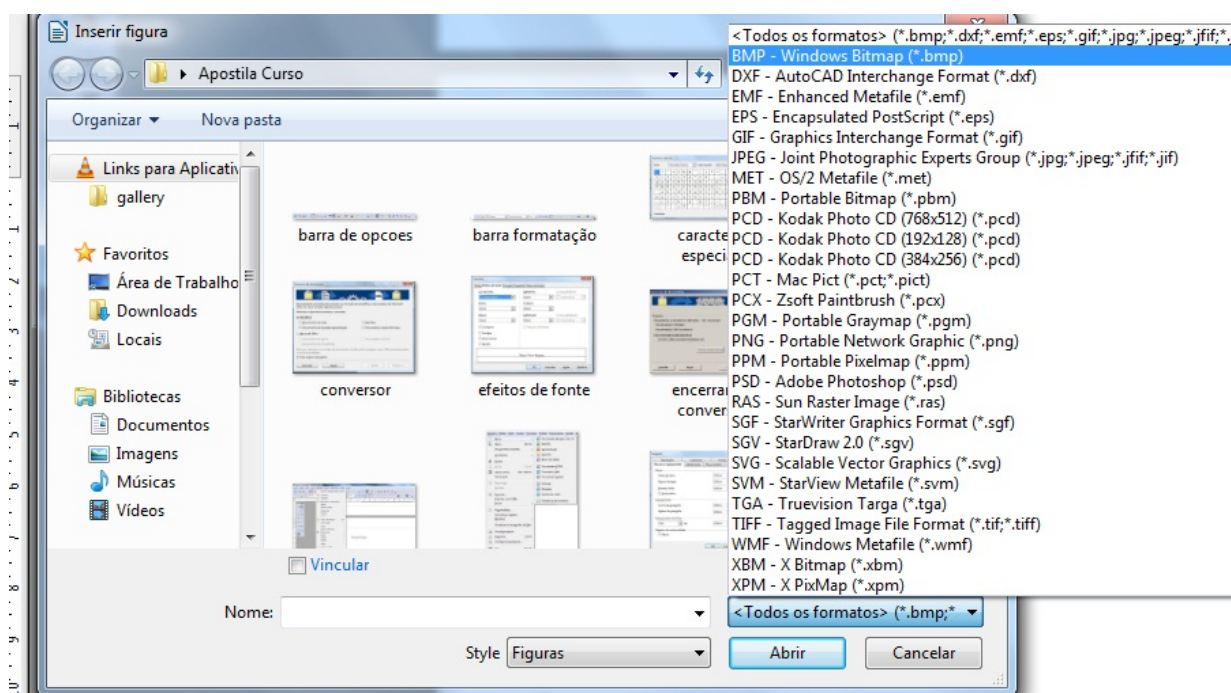 Inserir figura
Apostila Curso
Organizar
Nova pasta
Links para Aplicativ
gallery
Favoritos
Área de Trabalho
Downloads
Locais
Bibliotecas
Documentos
Imagens
Músicas
Vídeos
barra de opcoes
barra formatação
caracte
especi
conversor
efeitos de fonte
encerra
conver
Vincular
Nome:
<Todos os formatos> (*.bmp;*
Style
Figuras
Abrir
Cancelar
<Todos os formatos> (*.bmp;*.dxf;*.emf;*.eps;*.gif;*.jpg;*.jpeg;*.jfif;*.j
BMP - Windows Bitmap (*.bmp)
DXF - AutoCAD Interchange Format (*.dxf)
EMF - Enhanced Metafile (*.emf)
EPS - Encapsulated PostScript (*.eps)
GIF - Graphics Interchange Format (*.gif)
JPEG - Joint Photographic Experts Group (*.jpg;*.jpeg;*.jfif;*.jif)
MET - OS/2 Metafile (*.met)
PBM - Portable Bitmap (*.pbm)
PCD - Kodak Photo CD (768x512) (*.pcd)
PCD - Kodak Photo CD (192x128) (*.pcd)
PCD - Kodak Photo CD (384x256) (*.pcd)
PCT - Mac Pict (*.pct;*.pict)
PCX - Zsoft Paintbrush (*.pcx)
PGM - Portable Graymap (*.pgm)
PNG - Portable Network Graphic (*.png)
PPM - Portable Pixelmap (*.ppm)
PSD - Adobe Photoshop (*.psd)
RAS - Sun Raster Image (*.ras)
SGF - StarWriter Graphics Format (*.sgf)
SGV - StarDraw 2.0 (*.sgv)
SVG - Scalable Vector Graphics (*.svg)
SVM - StarView Metafile (*.svm)
TGA - Truevision Targa (*.tga)
TIFF - Tagged Image File Format (*.tif;*.tiff)
WMF - Windows Metafile (*.wmf)
XBM - X Bitmap (*.xbm)
XPM - X PixMap (*.xpm)